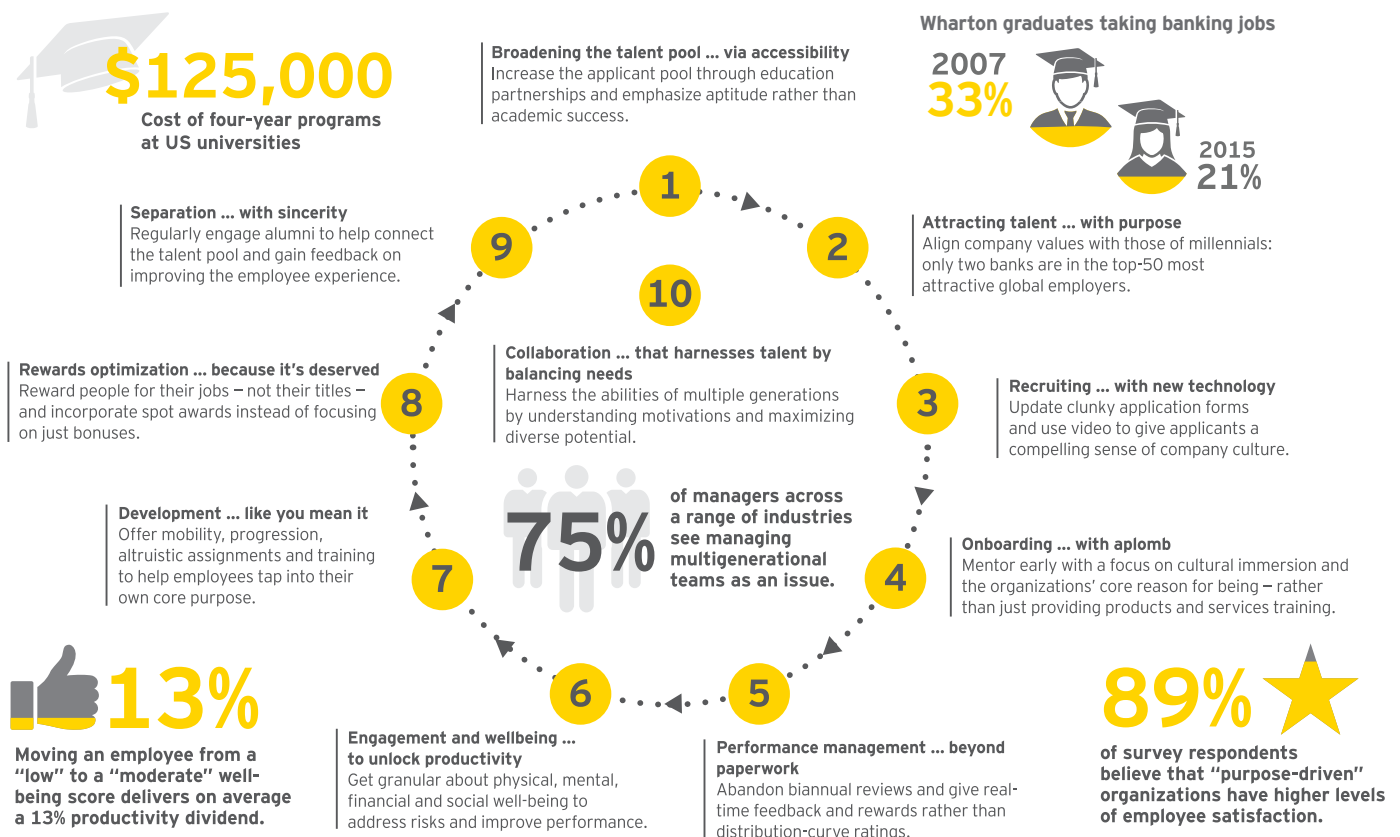 $125,000
Cost of four-year programs
at US universities
Broadening the talent pool ... via accessibility
Increase the applicant pool through education
partnerships and emphasize aptitude rather than
academic success.
Wharton graduates taking banking jobs
2007
33%
2015
21%
1
2
3
4
5
6
7
8
9
10
Attracting talent ... with purpose
Align company values with those of millennials:
only two banks are in the top-50 most
attractive global employers.
Recruiting ... with new technology
Update clunky application forms
and use video to give applicants a
compelling sense of company culture.
Onboarding ... with aplomb
Mentor early with a focus on cultural immersion and
the organizations' core reason for being – rather
than just providing products and services training.
89%
of survey respondents
believe that “purpose-driven”
organizations have higher levels
of employee satisfaction.
Performance management ... beyond
paperwork
Abandon biannual reviews and give real-
time feedback and rewards rather than
distribution-curve ratings.
Engagement and wellbeing ...
to unlock productivity
Get granular about physical, mental,
financial and social well-being to
address risks and improve performance.
13%
Moving an employee from a
“low” to a “moderate” well-
being score delivers on average
a 13% productivity dividend.
Development ... like you mean it
Offer mobility, progression,
altruistic assignments and training
to help employees tap into their
own core purpose.
Rewards optimization ... because it's deserved
Reward people for their jobs – not their titles –
and incorporate spot awards instead of focusing
on just bonuses.
Separation ... with sincerity
Regularly engage alumni to help connect
the talent pool and gain feedback on
improving the employee experience.
Collaboration ... that harnesses talent by
balancing needs
Harness the abilities of multiple generations
by understanding motivations and maximizing
diverse potential.
75%
of managers across
a range of industries
see managing
multigenerational
teams as an issue.